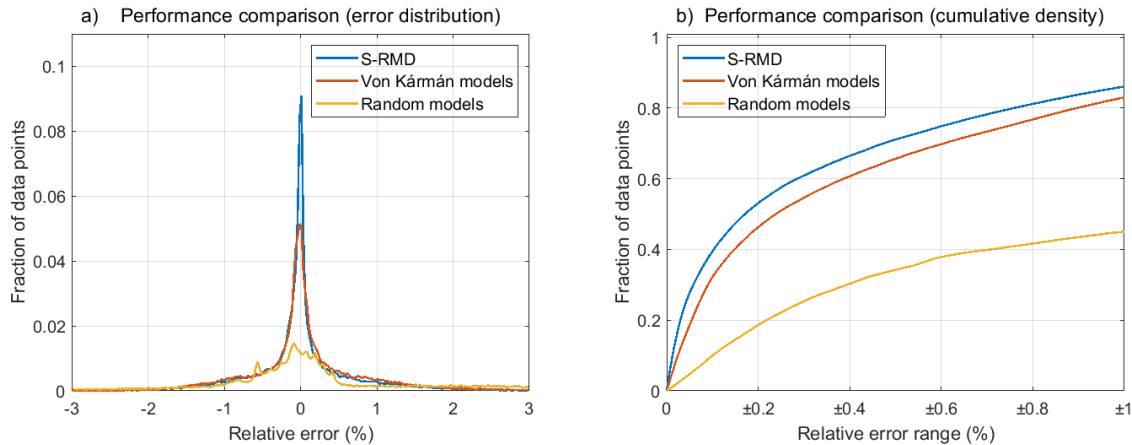 a) Performance comparison (error distribution)
0.1
0.08
0.06
0.04
0.02
0
Fraction of data points
S-RMD
Von Kármán models
Random models
-3 -2 -1 0 1 2 3
Relative error (%)
b) Performance comparison (cumulative density)
1
0.8
0.6
0.4
0.2
0
Fraction of data points
S-RMD
Von Kármán models
Random models
0 ±0.2 ±0.4 ±0.6 ±0.8 ±1
Relative error range (%)